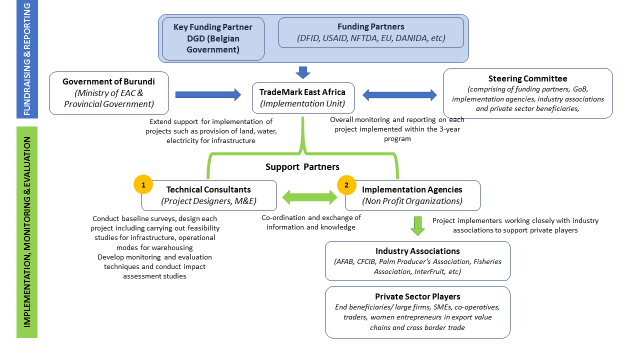 FUNDRAISING & REPORTING
Key Funding Partner
DGD (Belgian
Government)
Funding Partners
(DFID, USAID, NFTDA, EU, DANIDA, etc)
Government of Burundi
(Ministry of EAC &
Provincial Government)
TradeMark East Africa
(Implementation Unit)
Steering Committee
(comprising of funding partners, GoB,
implementation agencies, industry associations
and private sector beneficiaries,
Extend support for implementation of
projects such as provision of land, water,
electricity for infrastructure
Overall monitoring and reporting on each
project implemented within the 3-year
program
IMPLEMENTATION, MONITORING & EVALUATION
Support Partners
1
Technical Consultants
(Project Designers, M&E)
2
Implementation Agencies
(Non Profit Organizations)
Conduct baseline surveys, design each
project including carrying out feasibility
studies for infrastructure, operational
modes for warehousing
Develop monitoring and evaluation
techniques and conduct impact
assessment studies
Co-ordination and exchange of
information and knowledge
Project implementers working closely with industry
associations to support private players
Industry Associations
(AFAB, CFCIB, Palm Producer's Association, Fisheries
Association, InterFruit, etc)
Private Sector Players
End beneficiaries/ large firms, SMEs, co-operatives,
traders, women entrepreneurs in export value
chains and cross border trade